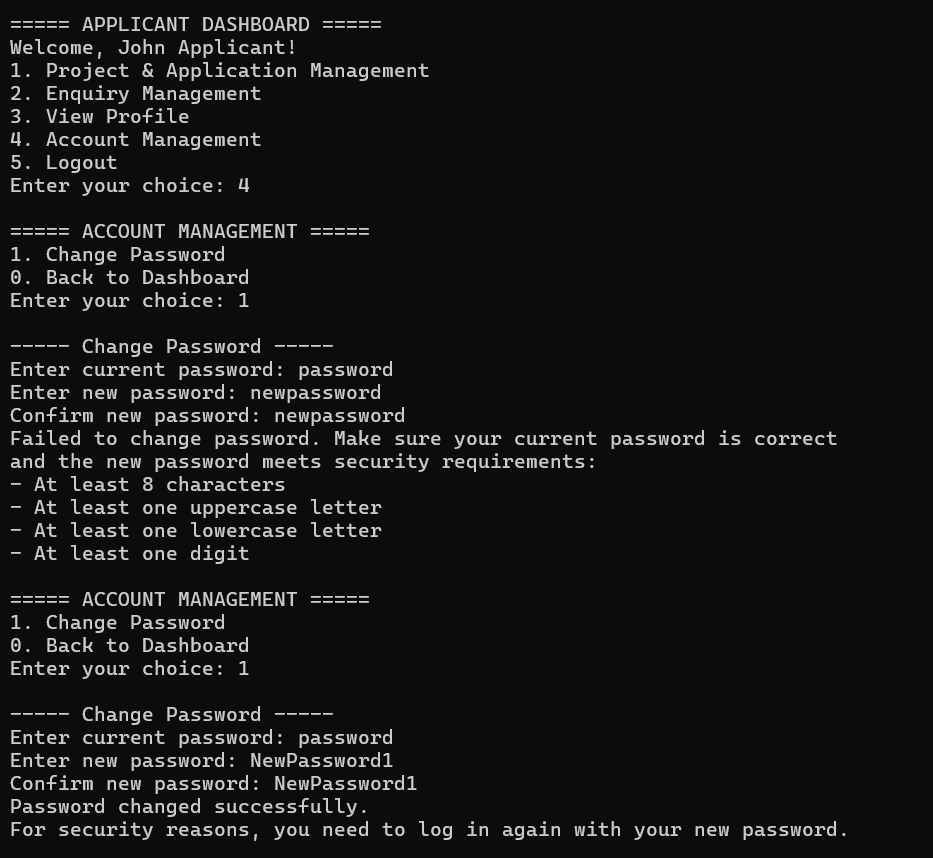 ===== APPLICANT DASHBOARD =====
Welcome, John Applicant!
1. Project & Application Management
2. Enquiry Management
3. View Profile
4. Account Management
5. Logout
Enter your choice: 4
===== ACCOUNT MANAGEMENT =====
1. Change Password
0. Back to Dashboard
Enter your choice: 1
----- Change Password -----
Enter current password: password
Enter new password: newpassword
Confirm new password: newpassword
Failed to change password. Make sure your current password is correct
and the new password meets security requirements:
- At least 8 characters
- At least one uppercase letter
- At least one lowercase letter
- At least one digit
===== ACCOUNT MANAGEMENT =====
1. Change Password
0. Back to Dashboard
Enter your choice: 1
----- Change Password -----
Enter current password: password
Enter new password: NewPassword1
Confirm new password: NewPassword1
Password changed successfully.
For security reasons, you need to log in again with your new password.